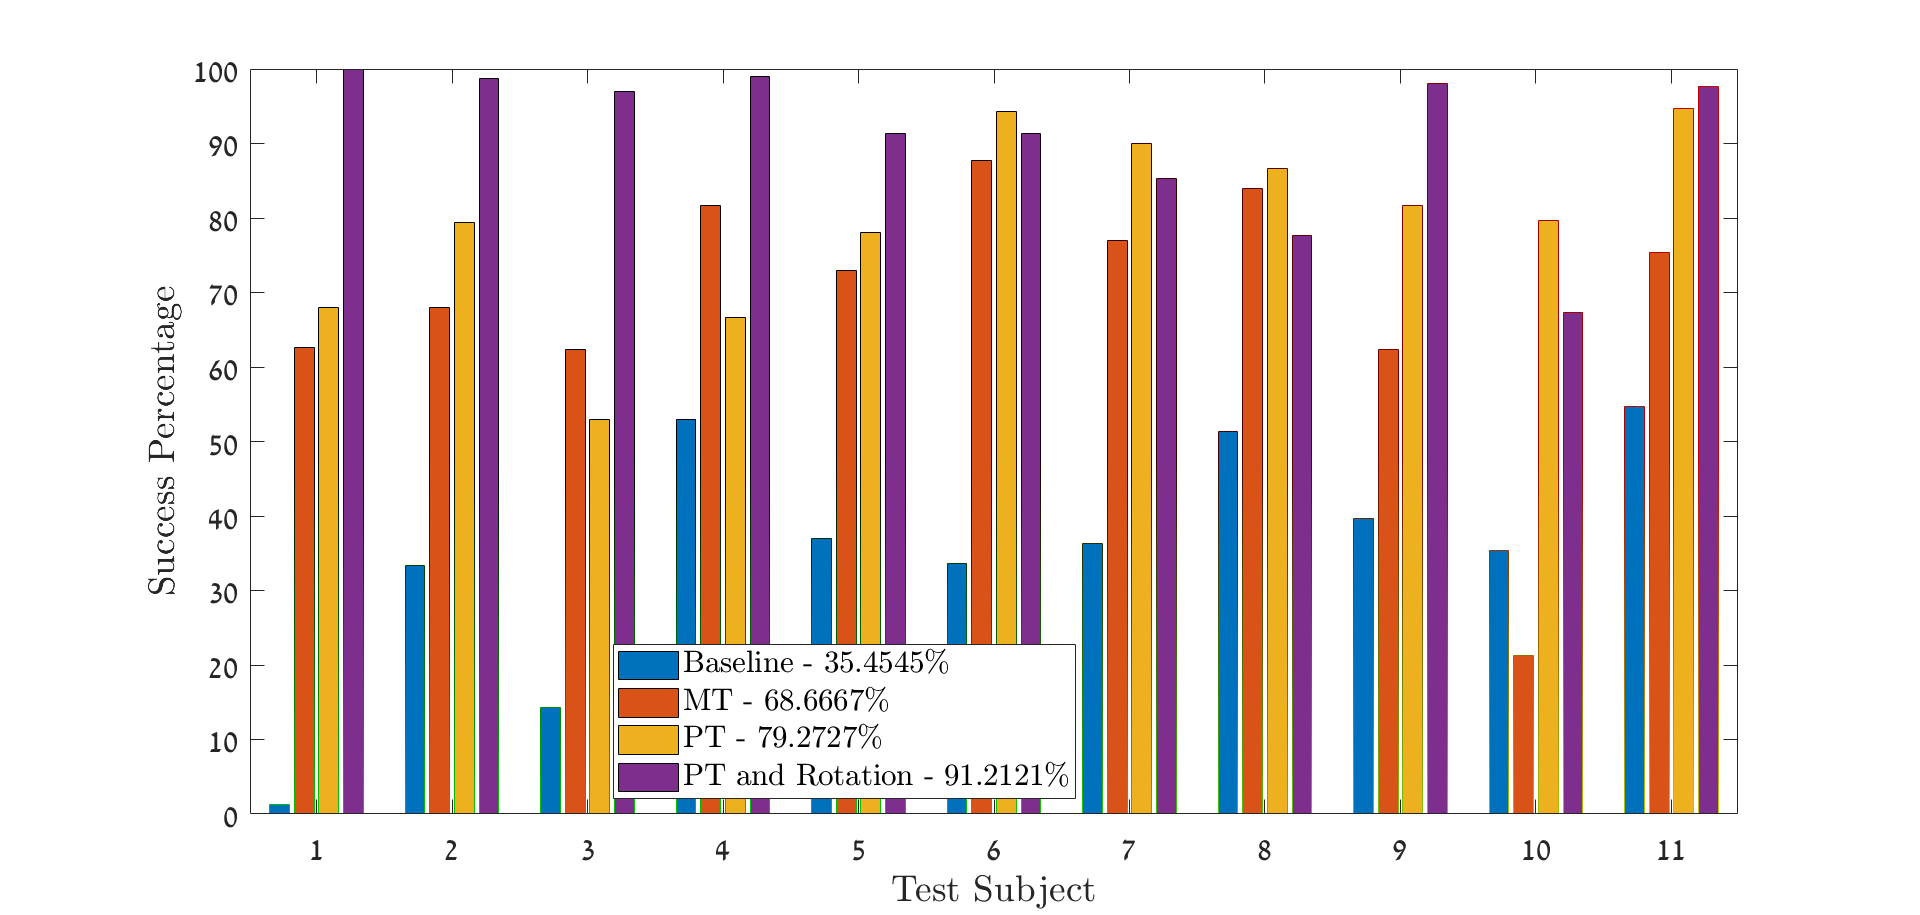 100
90
80
70
60
50
40
30
20
10
0
Success Percentage
Baseline - 35.4545%
MT - 68.6667%
PT - 79.2727%
PT and Rotation - 91.2121%
1 2 3 4 5 6 7 8 9 10 11
Test Subject